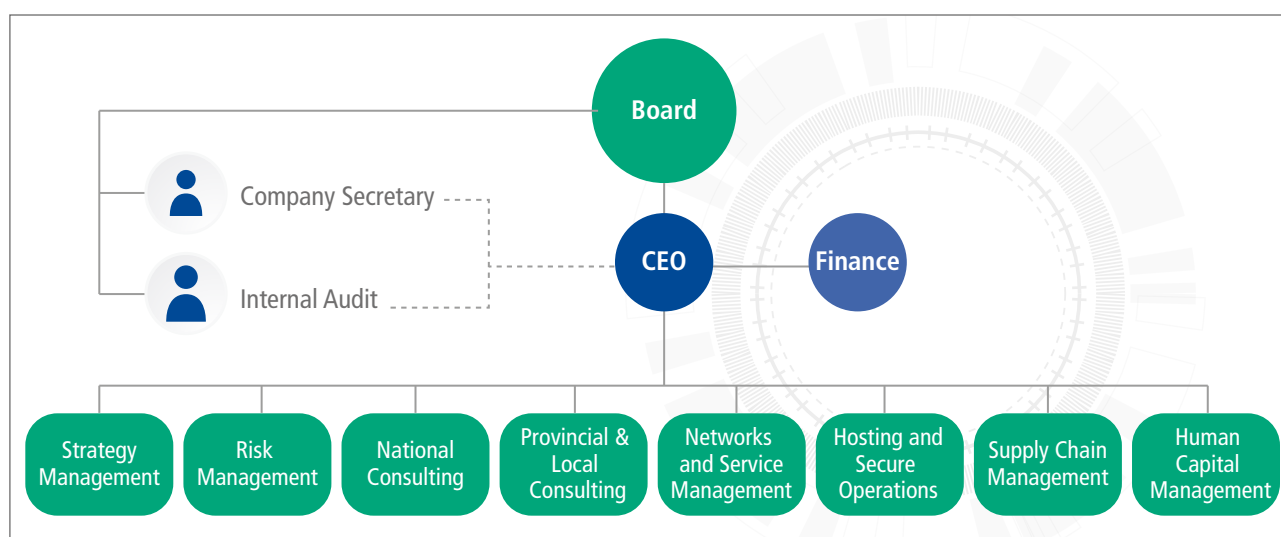 Board
Company Secretary
CEO
Finance
Internal Audit
Strategy
Management
Risk
Management
National
Consulting
Provincial &
Local
Consulting
Networks
and Service
Management
Hosting and
Secure
Operations
Supply Chain
Management
Human
Capital
Management